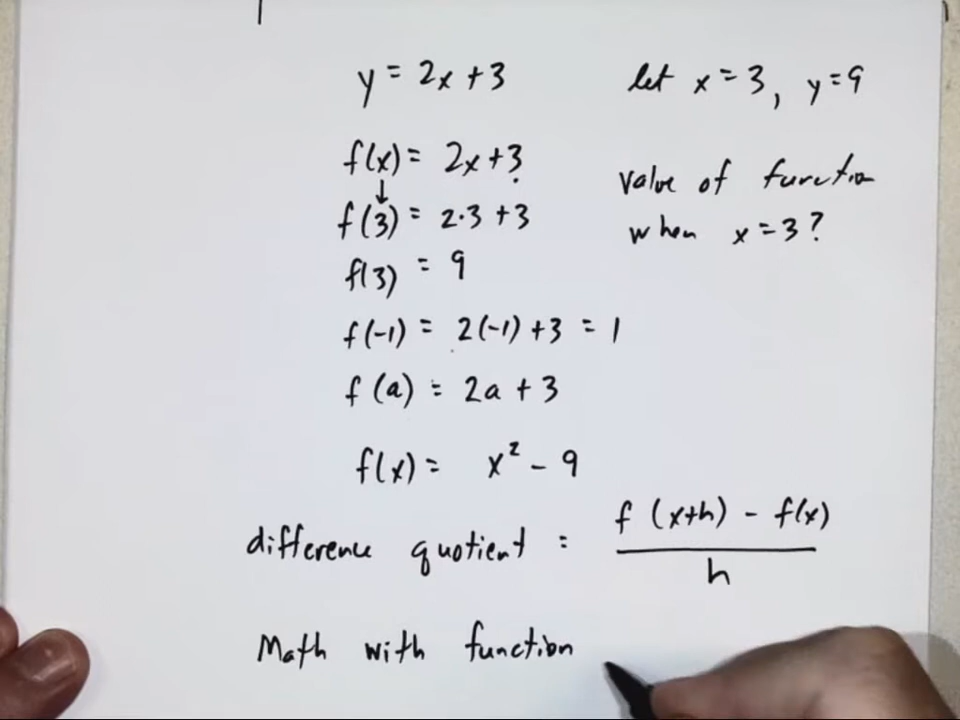 y = 2x + 3 let x = 3, y = 9
f(x) = 2x + 3
value of function
f(3) = 2·3 + 3
when x = 3?
f(3) = 9
f(-1) = 2(-1) + 3 = 1
f(a) = 2a + 3
f(x) = x² - 9
f(x+h) - f(x)
difference quotient =
h
Math with function